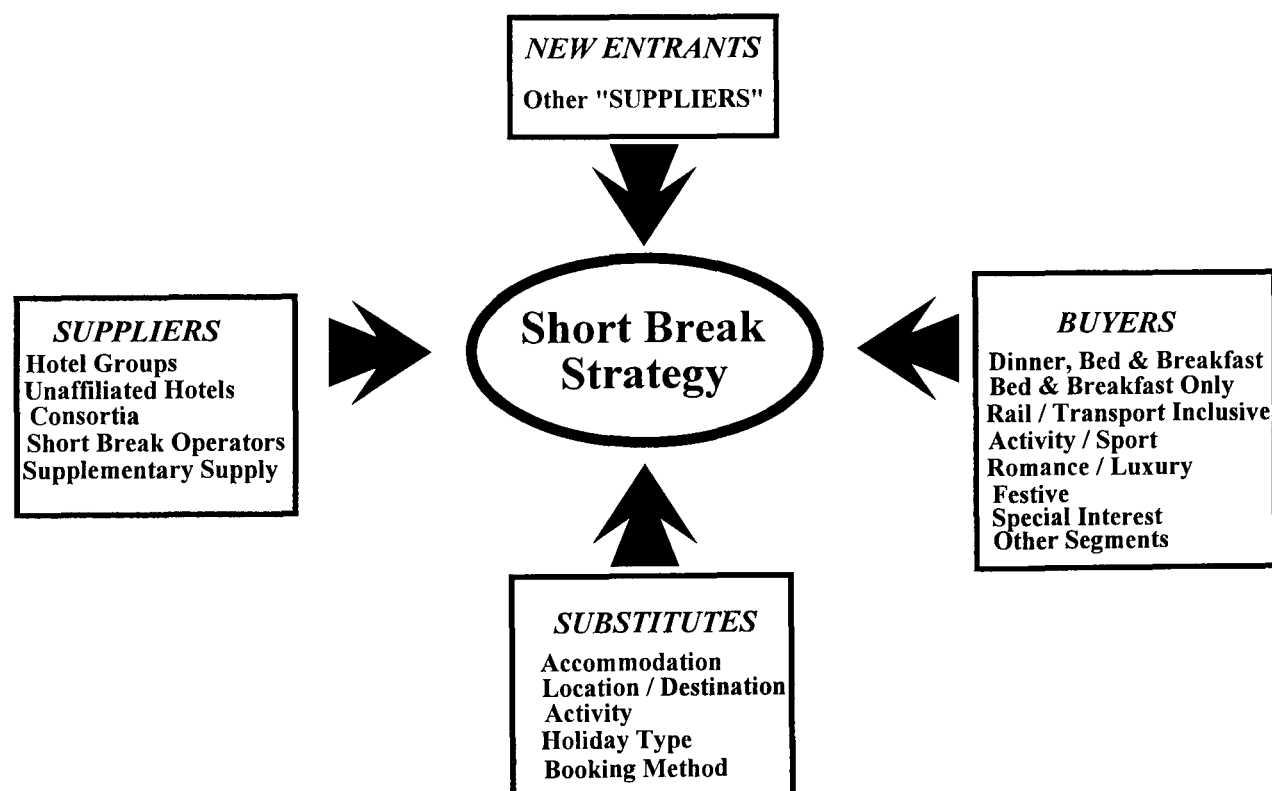 NEW ENTRANTS
Other "SUPPLIERS"
SUPPLIERS
Hotel Groups
Unaffiliated Hotels
Consortia
Short Break Operators
Supplementary Supply
Short Break
Strategy
BUYERS
Dinner, Bed & Breakfast
Bed & Breakfast Only
Rail / Transport Inclusive
Activity / Sport
Romance / Luxury
Festive
Special Interest
Other Segments
SUBSTITUTES
Accommodation
Location / Destination
Activity
Holiday Type
Booking Method